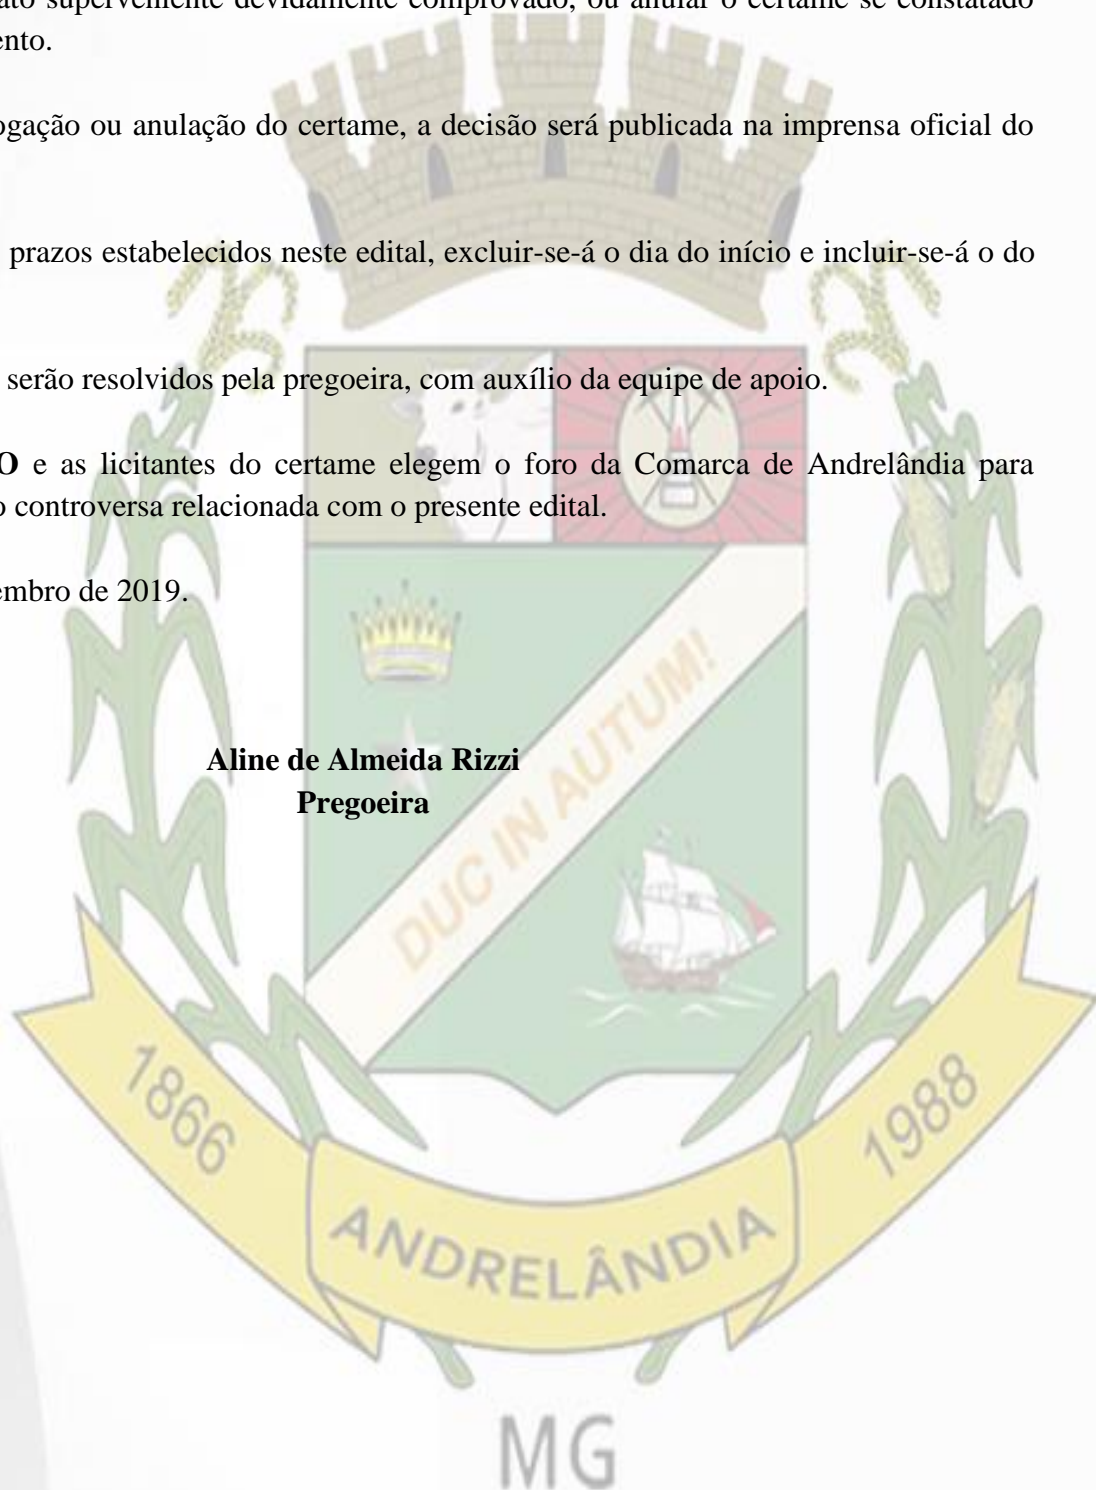 ato superveniente devidamente comprovado, ou anular o certame se constatado
ento.
ogação ou anulação do certame, a decisão será publicada na imprensa oficial do
prazos estabelecidos neste edital, excluir-se-á o dia do início e incluir-se-á o do
serão resolvidos pela pregoeira, com auxílio da equipe de apoio.
O e as licitantes do certame elegem o foro da Comarca de Andrelândia para
o controversa relacionada com o presente edital.
embro de 2019.
Aline de Almeida Rizzi
Pregoeira
DUC IN AUTUM!
1866
ANDRELÂNDIA
1988
MG